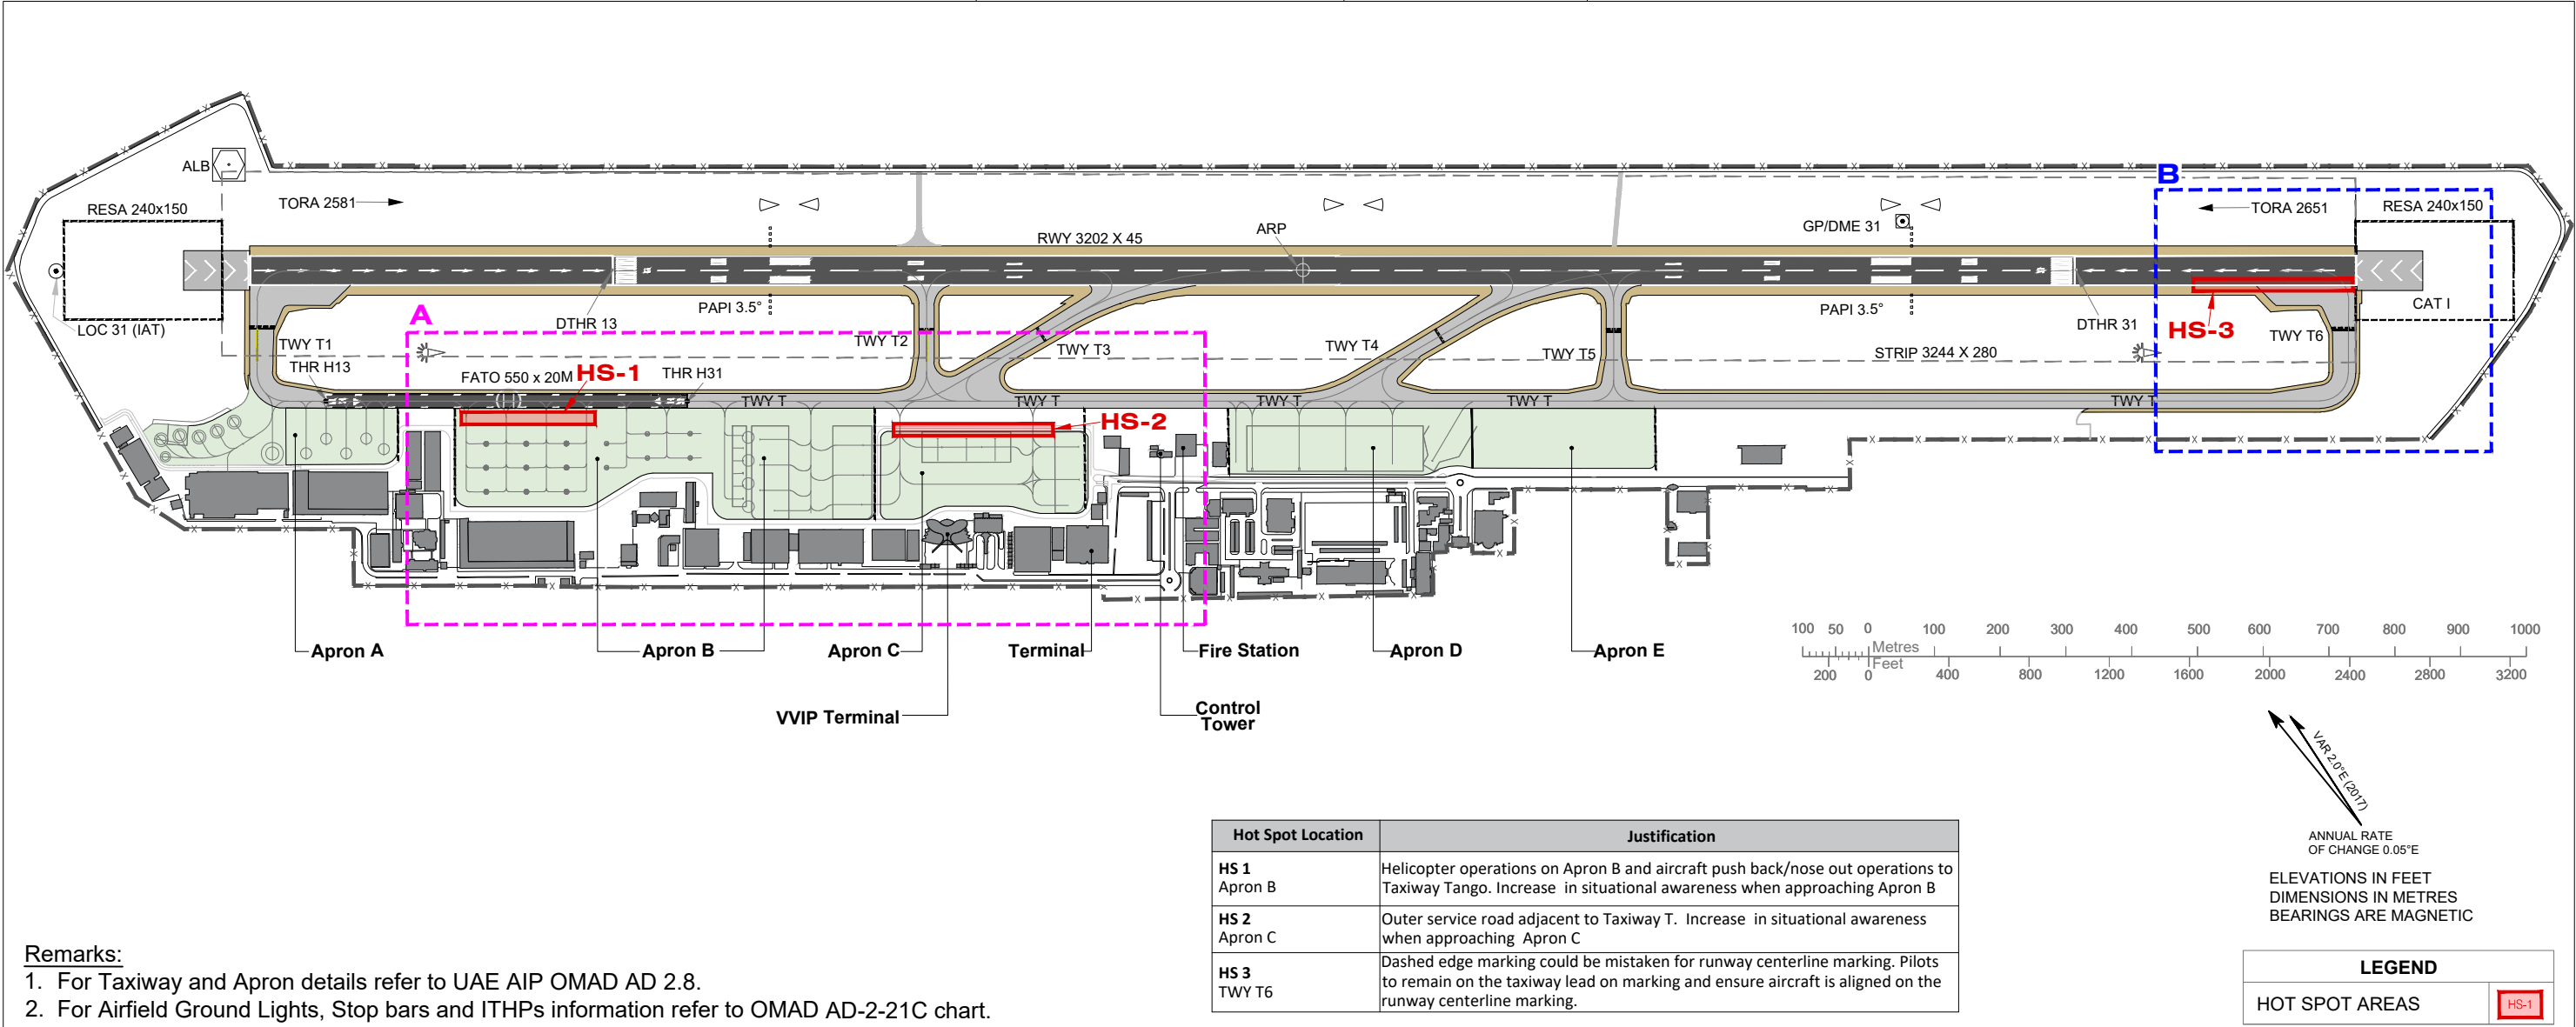 ALB
TORA 2581
RESA 240x150
B
TORA 2651
RESA 240x150
GP/DME 31
ARP
RWY 3202 X 45
LOC 31 (IAT)
DTHR 13
PAPI 3.5°
PAPI 3.5°
DTHR 31
CAT I
HS-3
A
TWY T1
TWY T2
TWY T3
TWY T4
TWY T5
STRIP 3244 X 280
TWY T6
THR H13
FATO 550 x 20M
HS-1
THR H31
TWY T
TWY T
TWY T
TWY T
TWY T
HS-2
Apron A
Apron B
Apron C
Terminal
Fire Station
Apron D
Apron E
VVIP Terminal
Control
Tower
100 50 0 100 200 300 400 500 600 700 800 900 1000
Metres
Feet
200 0 400 800 1200 1600 2000 2400 2800 3200
VAR 2.0°E (2017)
ANNUAL RATE
OF CHANGE 0.05°E
ELEVATIONS IN FEET
DIMENSIONS IN METRES
BEARINGS ARE MAGNETIC
Hot Spot Location Justification
HS 1
Apron B
Helicopter operations on Apron B and aircraft push back/nose out operations to
Taxiway Tango. Increase in situational awareness when approaching Apron B
HS 2
Apron C
Outer service road adjacent to Taxiway T. Increase in situational awareness
when approaching Apron C
HS 3
TWY T6
Dashed edge marking could be mistaken for runway centerline marking. Pilots
to remain on the taxiway lead on marking and ensure aircraft is aligned on the
runway centerline marking.
Remarks:
1. For Taxiway and Apron details refer to UAE AIP OMAD AD 2.8.
2. For Airfield Ground Lights, Stop bars and ITHPs information refer to OMAD AD-2-21C chart.
LEGEND
HOT SPOT AREAS
HS-1